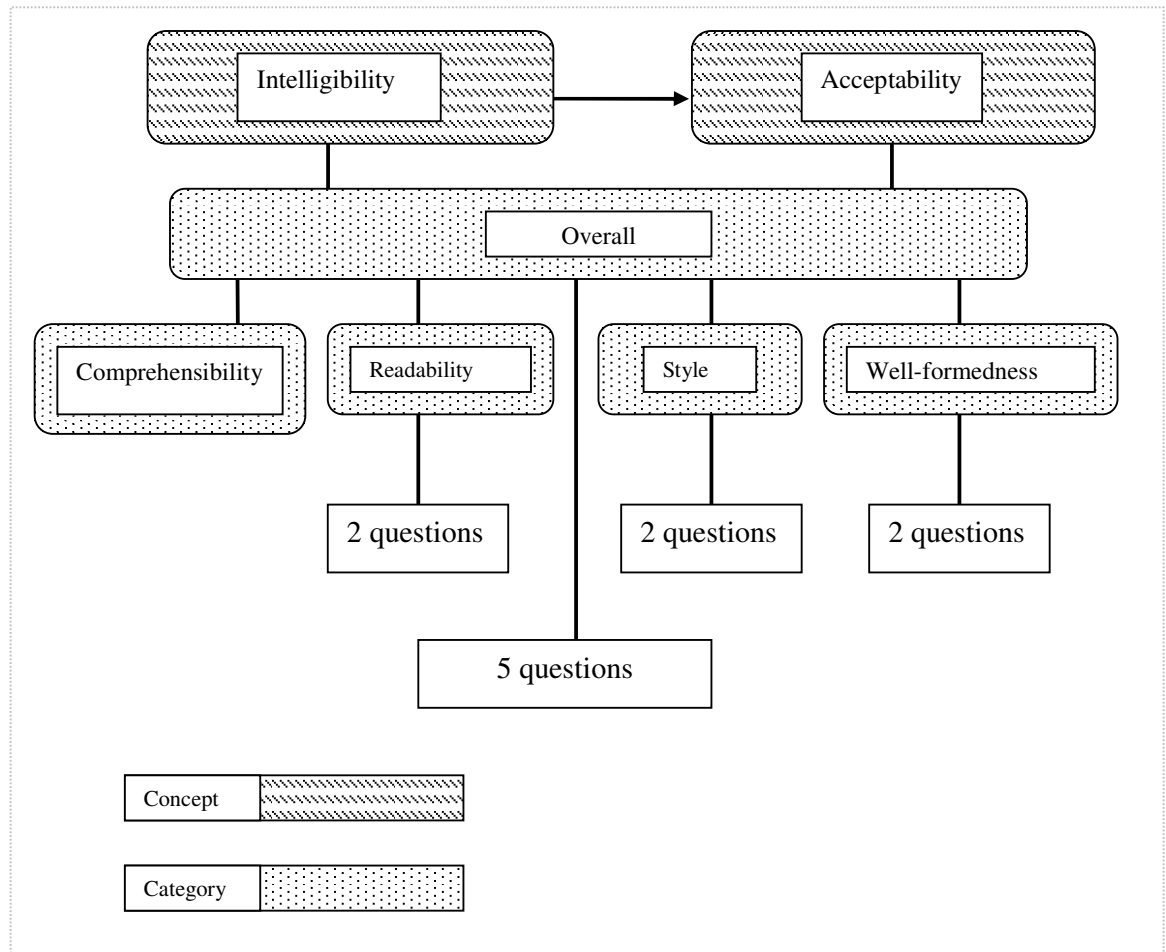 Intelligibility
Acceptability
Overall
Comprehensibility
Readability
Style
Well-formedness
2 questions
2 questions
2 questions
5 questions
Concept
Category